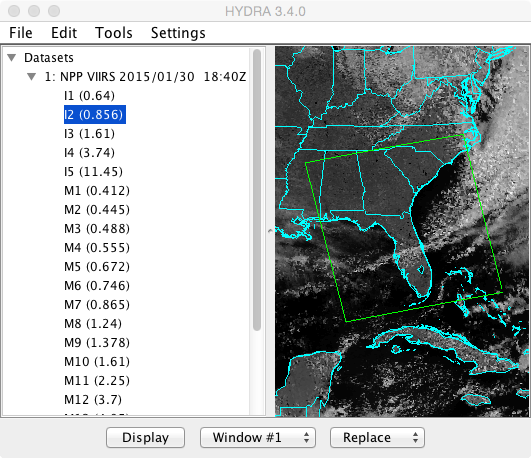 HYDRA 3.4.0
File Edit Tools Settings
Datasets
1: NPP VIIRS 2015/01/30 18:40Z
I1 (0.64)
I2 (0.856)
I3 (1.61)
I4 (3.74)
I5 (11.45)
M1 (0.412)
M2 (0.445)
M3 (0.488)
M4 (0.555)
M5 (0.672)
M6 (0.746)
M7 (0.865)
M8 (1.24)
M9 (1.378)
M10 (1.61)
M11 (2.25)
M12 (3.7)
Display Window #1 Replace